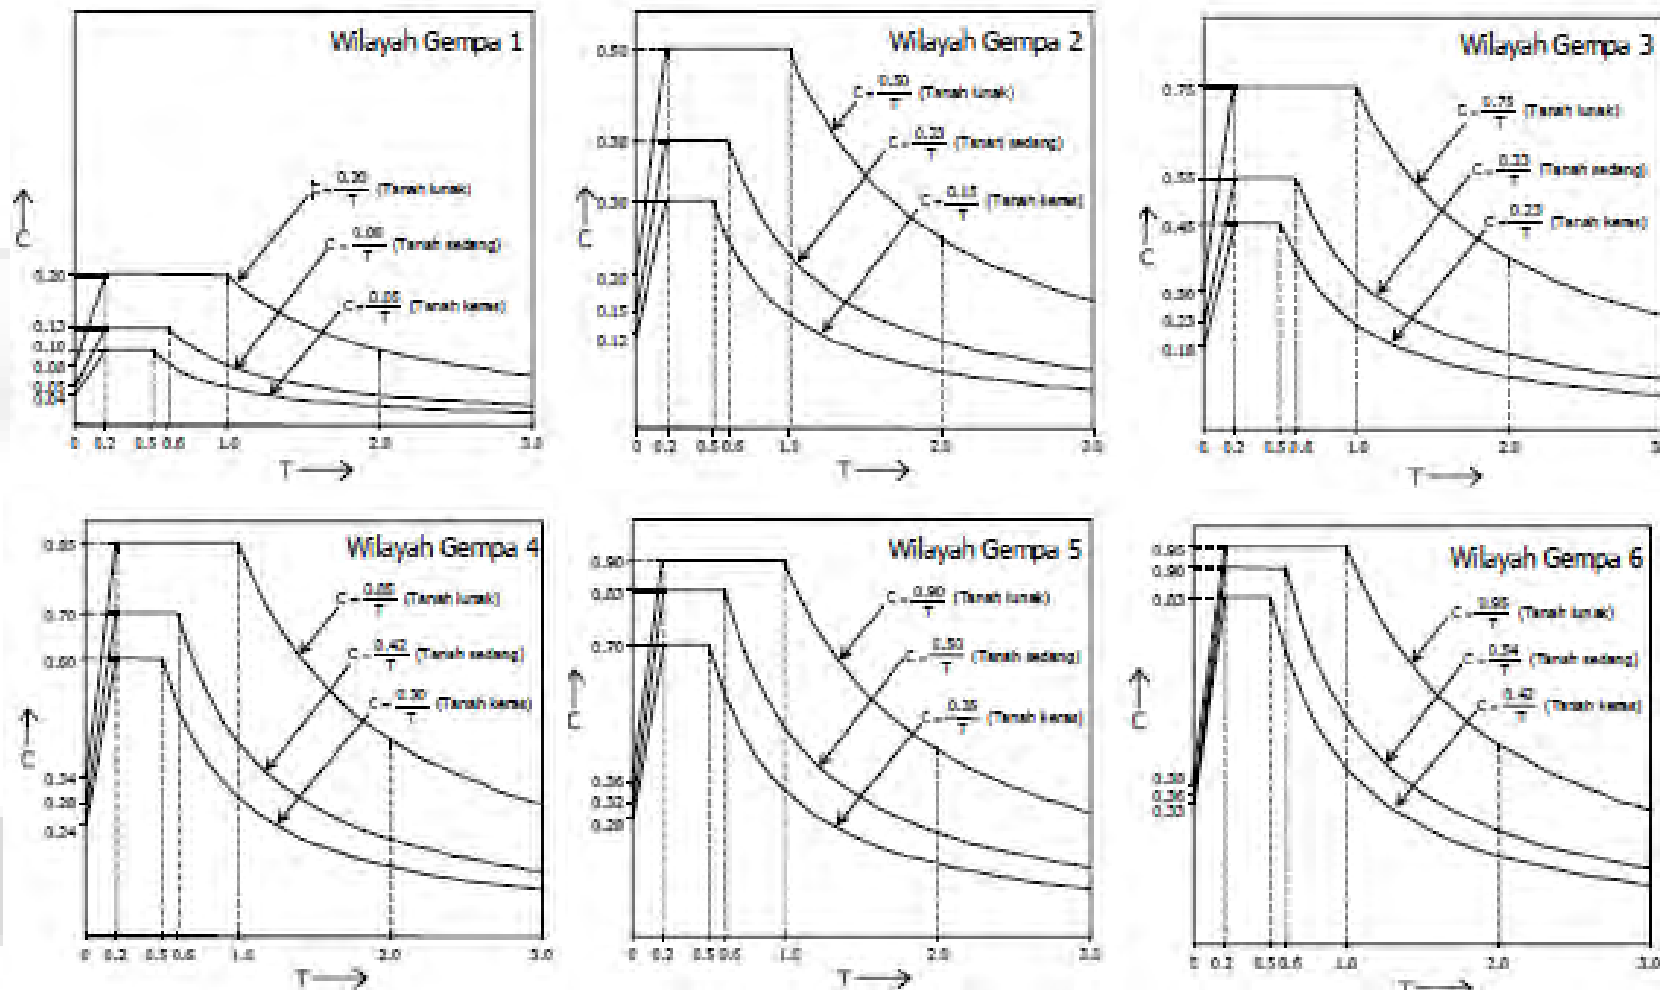 Wilayah Gempa 1
C = 0.20/T (Tanah lunak)
C = 0.08/T (Tanah sedang)
C = 0.05/T (Tanah keras)
C
0.20
0.10
0.08
0.04
0 0.2 0.5 0.6 1.0 2.0 3.0
T
Wilayah Gempa 2
0.50
C = 0.50/T (Tanah lunak)
C = 0.23/T (Tanah sedang)
C = 0.15/T (Tanah keras)
0.30
C
0.20
0.15
0.12
0 0.2 0.5 0.6 1.0 2.0 3.0
T
Wilayah Gempa 3
0.75
C = 0.75/T (Tanah lunak)
C = 0.33/T (Tanah sedang)
C = 0.23/T (Tanah keras)
0.55
0.45
C
0.30
0.23
0.18
0 0.2 0.5 0.6 1.0 2.0
T
Wilayah Gempa 4
0.85
C = 0.85/T (Tanah lunak)
0.70
C = 0.42/T (Tanah sedang)
0.60
C = 0.30/T (Tanah keras)
C
0.34
0.24
0 0.2 0.5 0.6 1.0 2.0 3.0
T
Wilayah Gempa 5
0.90
0.83
C = 0.90/T (Tanah lunak)
C = 0.50/T (Tanah sedang)
0.70
C = 0.35/T (Tanah keras)
C
0.36
0.32
0.28
0 0.2 0.5 0.6 1.0 2.0 3.0
T
Wilayah Gempa 6
0.95
0.90
0.83
C = 0.95/T (Tanah lunak)
C = 0.54/T (Tanah sedang)
C = 0.42/T (Tanah keras)
C
0.36
0.33
0 0.2 0.5 0.6 1.0 2.0 3.0
T